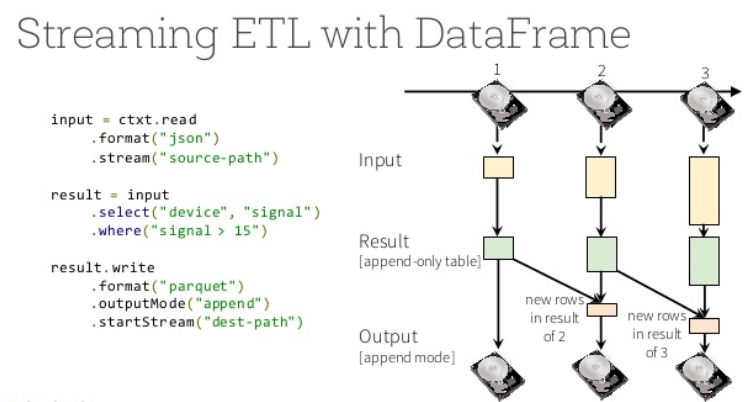 Streaming ETL with DataFrame
input = ctxt.read
.format("json")
.stream("source-path")
result = input
.select("device", "signal")
.where("signal > 15")
result.write
.format("parquet")
.outputMode("append")
.startStream("dest-path")
1 2 3
Input
Result
[append-only table]
new rows
in result
of 2
new rows
in result
of 3
Output
[append mode]